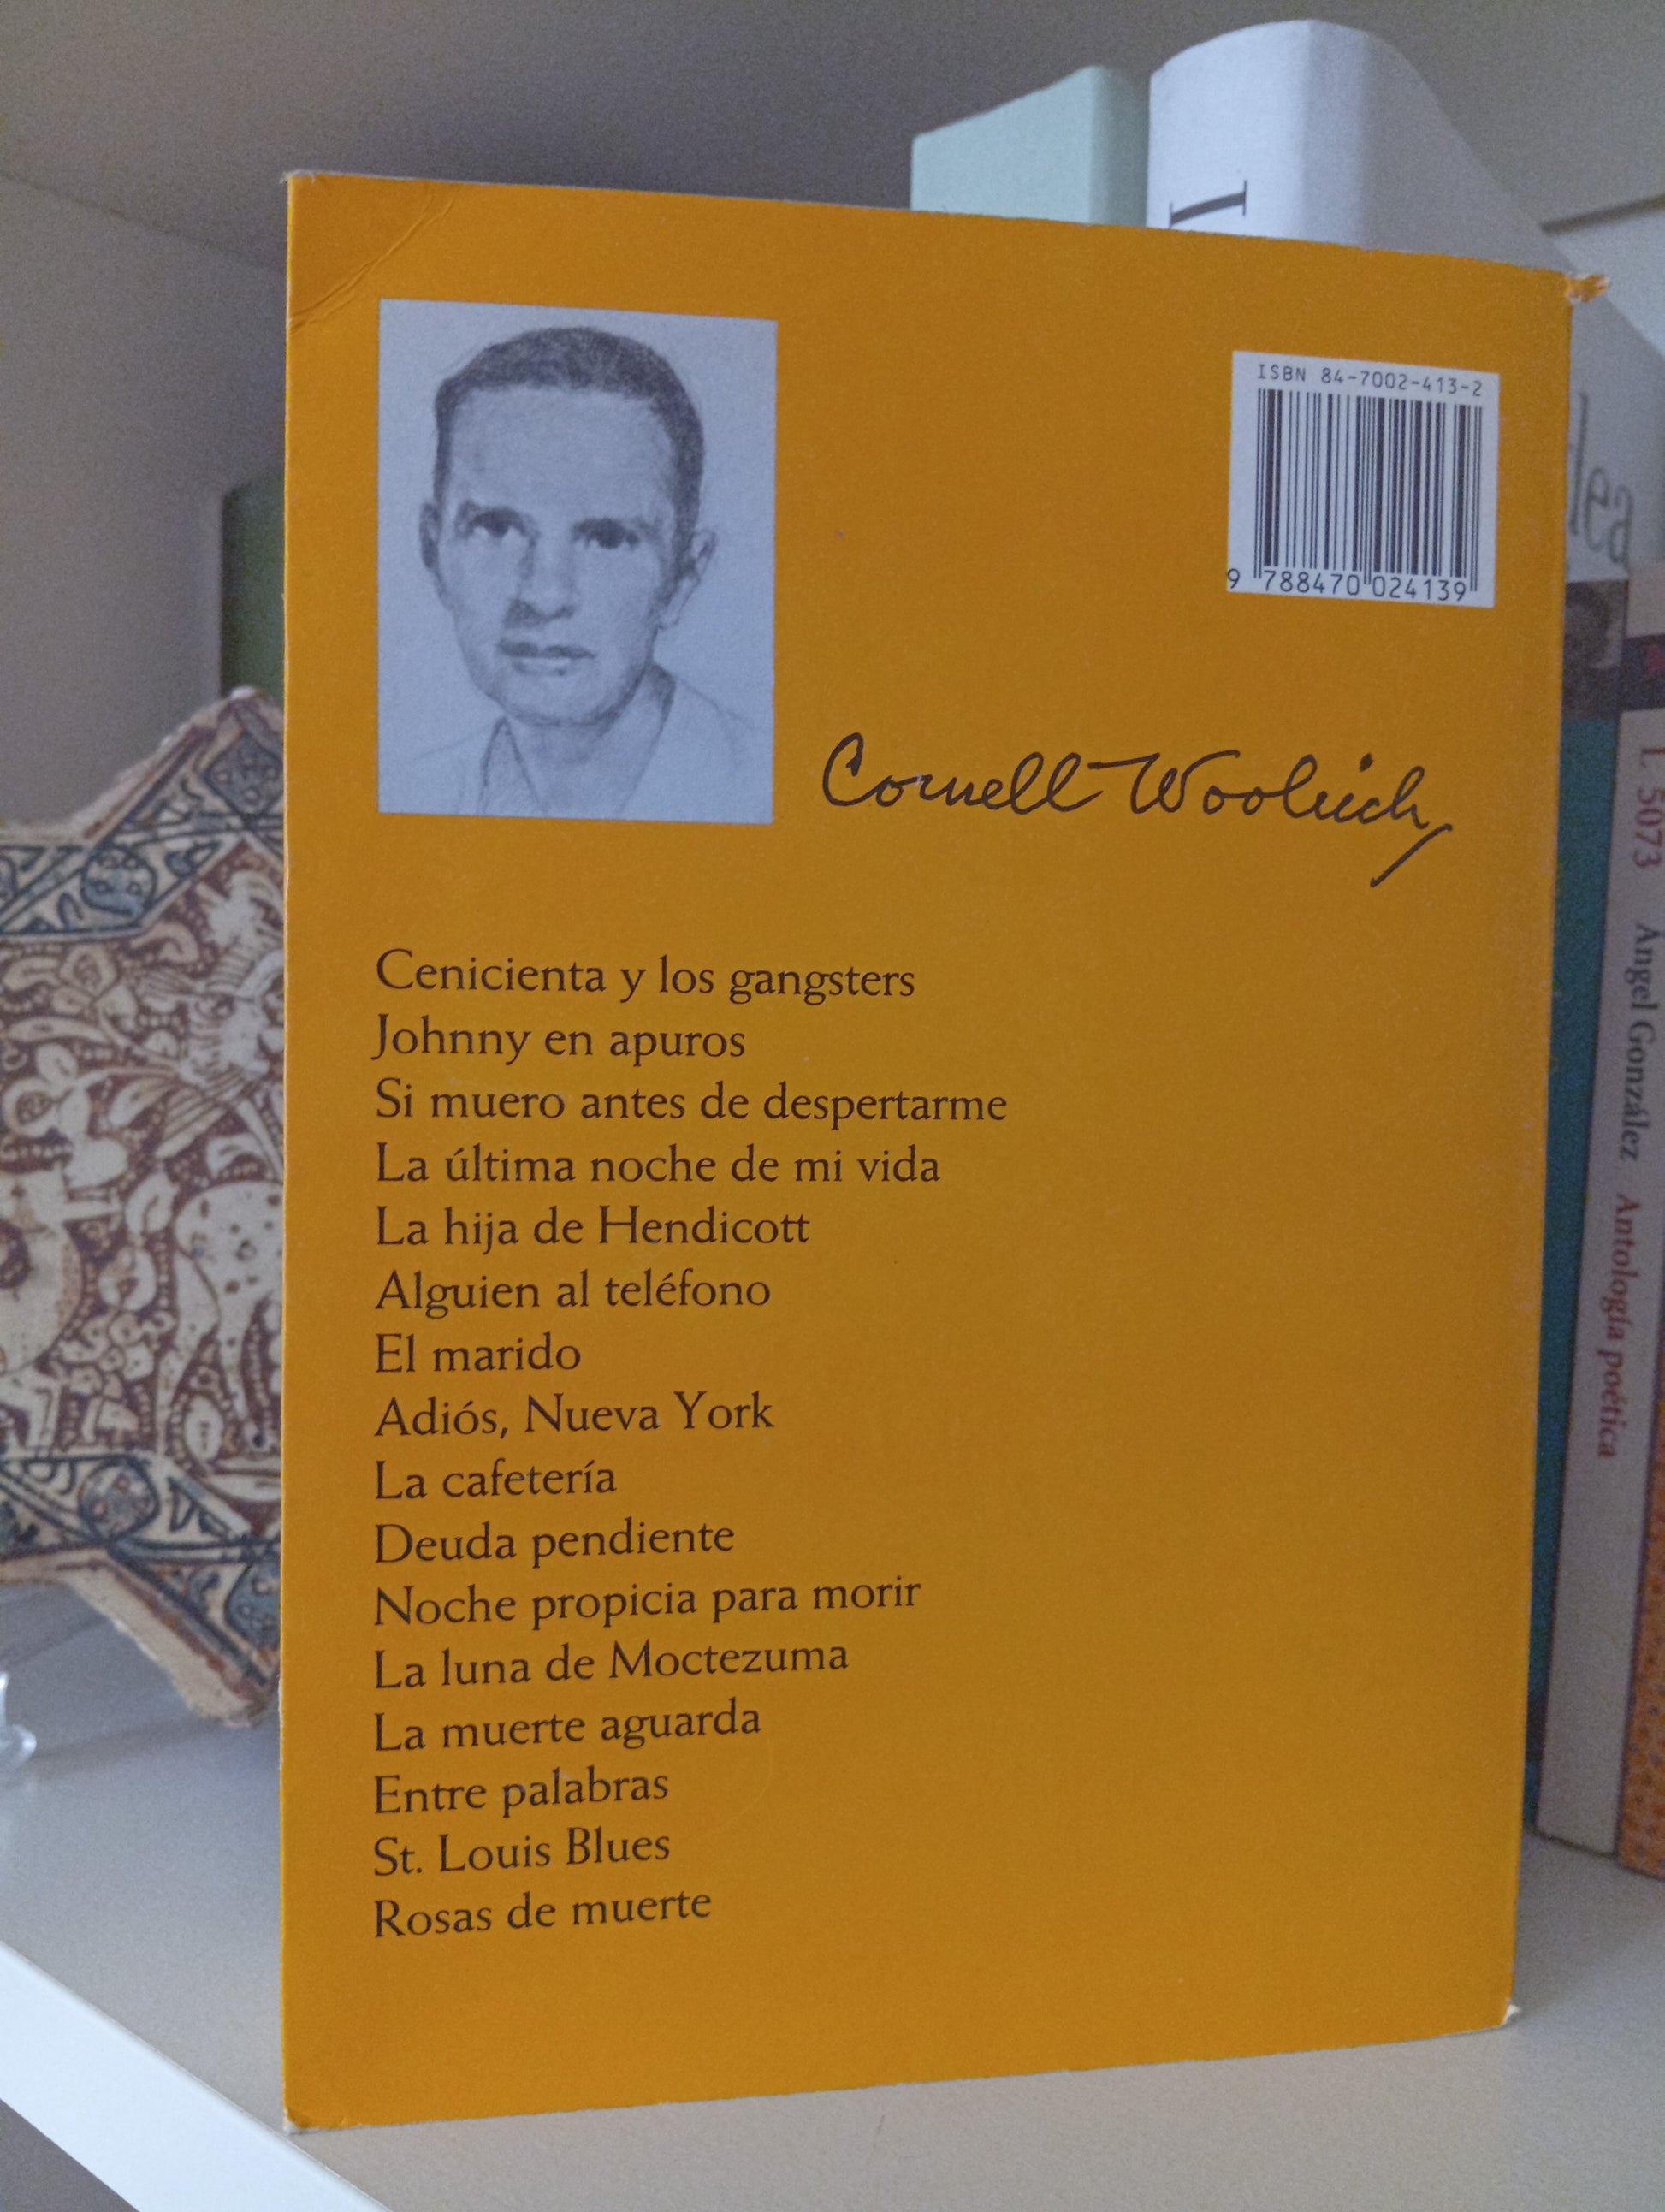 ISBN 84-7002-413-2
9 788470 024139
Cornell Woolrich
Cenicienta y los gangsters
Johnny en apuros
Si muero antes de despertarme
La última noche de mi vida
La hija de Hendicott
Alguien al teléfono
El marido
Adiós, Nueva York
La cafetería
Deuda pendiente
Noche propicia para morir
La luna de Moctezuma
La muerte aguarda
Entre palabras
St. Louis Blues
Rosas de muerte
5073 Ángel González Antología poética